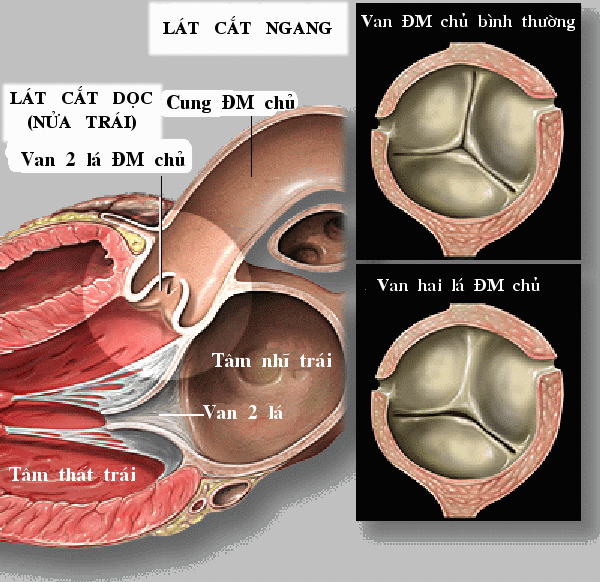 LÁT CẮT NGANG
Van ĐM chủ bình thường
LÁT CẮT DỌC
(NỬA TRÁI)
Cung ĐM chủ
Van 2 lá ĐM chủ
Van hai lá ĐM chủ
Tâm nhĩ trái
Van 2 lá
Tâm thất trái